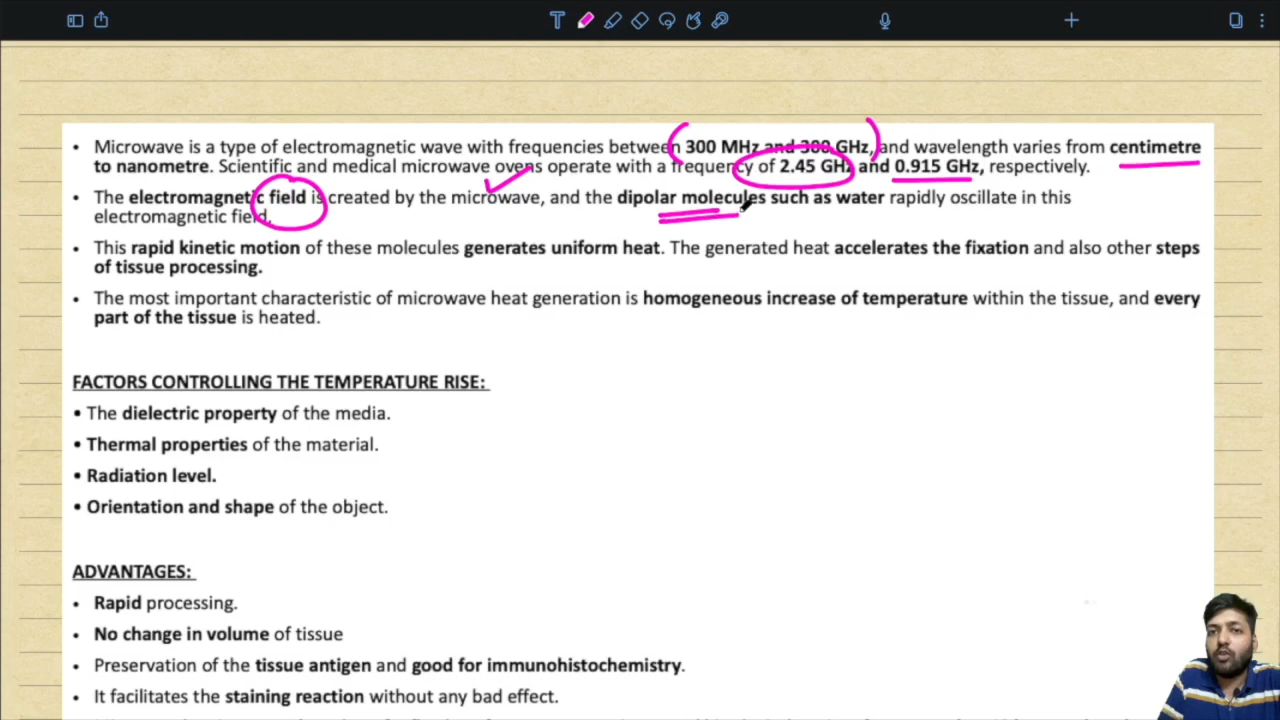 • Microwave is a type of electromagnetic wave with frequencies between 300 MHz and 300 GHz, and wavelength varies from centimetre
to nanometre. Scientific and medical microwave ovens operate with a frequency of 2.45 GHz and 0.915 GHz, respectively.
• The electromagnetic field is created by the microwave, and the dipolar molecules such as water rapidly oscillate in this
electromagnetic field.
• This rapid kinetic motion of these molecules generates uniform heat. The generated heat accelerates the fixation and also other steps
of tissue processing.
• The most important characteristic of microwave heat generation is homogeneous increase of temperature within the tissue, and every
part of the tissue is heated.
FACTORS CONTROLLING THE TEMPERATURE RISE:
• The dielectric property of the media.
• Thermal properties of the material.
• Radiation level.
• Orientation and shape of the object.
ADVANTAGES:
• Rapid processing.
• No change in volume of tissue
• Preservation of the tissue antigen and good for immunohistochemistry.
• It facilitates the staining reaction without any bad effect.